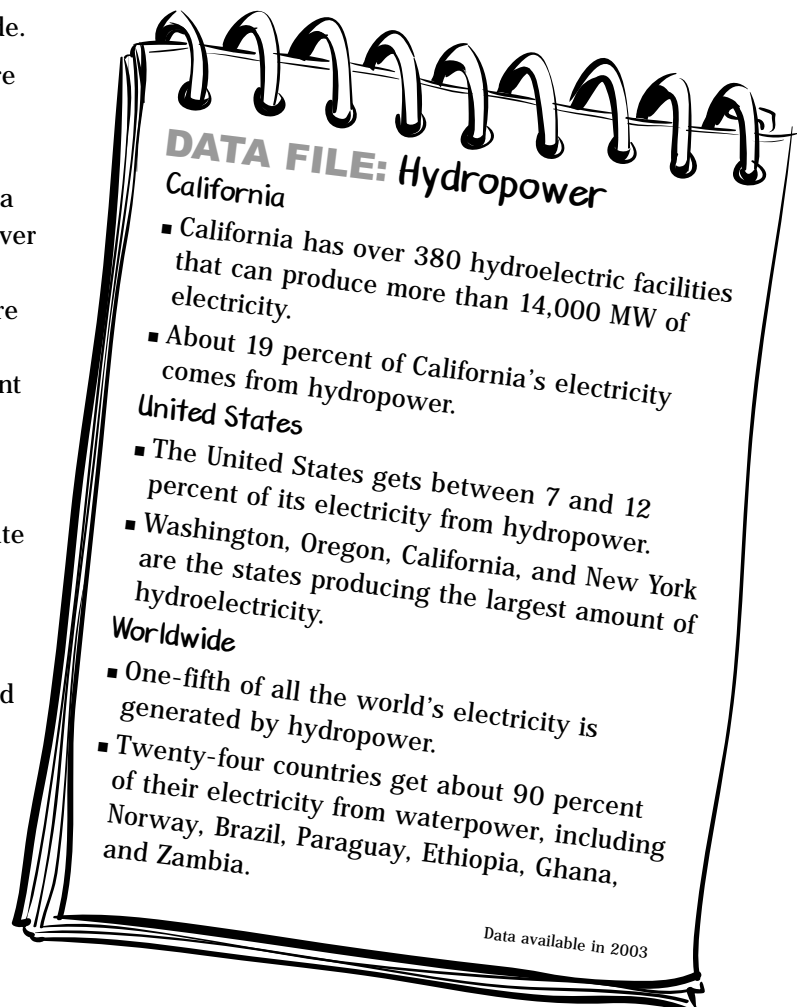 le.
re
a
ver
re
nt
te
d
DATA FILE: Hydropower
California
▪ California has over 380 hydroelectric facilities
that can produce more than 14,000 MW of
electricity.
▪ About 19 percent of California's electricity
comes from hydropower.
United States
▪ The United States gets between 7 and 12
percent of its electricity from hydropower.
▪ Washington, Oregon, California, and New York
are the states producing the largest amount of
hydroelectricity.
Worldwide
▪ One-fifth of all the world's electricity is
generated by hydropower.
▪ Twenty-four countries get about 90 percent
of their electricity from waterpower, including
Norway, Brazil, Paraguay, Ethiopia, Ghana,
and Zambia.
Data available in 2003